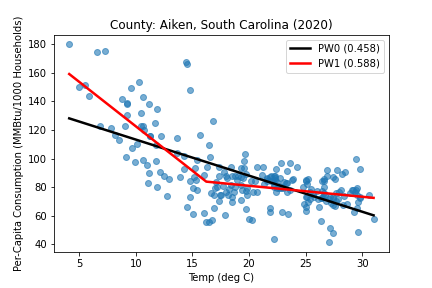 County: Aiken, South Carolina (2020)
PW0 (0.458)
PW1 (0.588)
Per-Capita Consumption (MMBtu/1000 Households)
180
160
140
120
100
80
60
40
5 10 15 20 25 30
Temp (deg C)